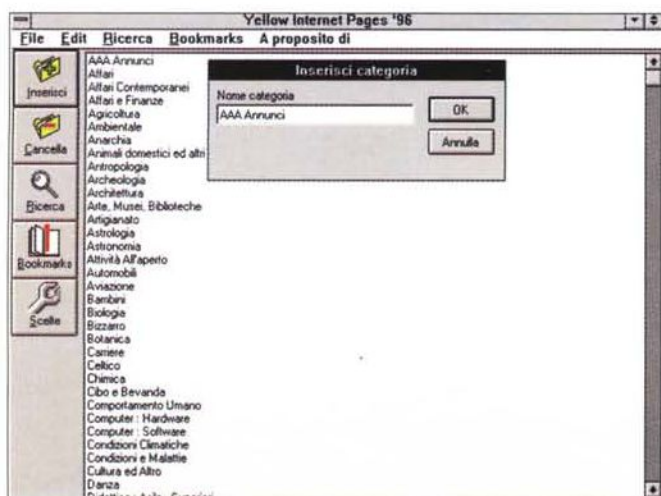 Yellow Internet Pages '96
File Edit Ricerca Bookmarks A proposito di
Inserisci
Cancella
Ricerca
Bookmarks
Scelte
AAA Annunci
Affari
Affari Contemporanei
Affari e Finanze
Agricoltura
Ambientale
Anarchia
Animali domestici ed altri
Antropologia
Archeologia
Architettura
Arte, Musei, Biblioteche
Artigianato
Astrologia
Astronomia
Attività All'aperto
Automobili
Aviazione
Bambini
Biologia
Bizzarro
Botanica
Carriere
Celtico
Chimica
Cibo e Bevanda
Comportamento Umano
Computer : Hardware
Computer : Software
Condizioni Climatiche
Condizioni e Malattie
Cultura ed Altro
Danza
Inserisci categoria
Nome categoria
AAA Annunci
OK
Annulla